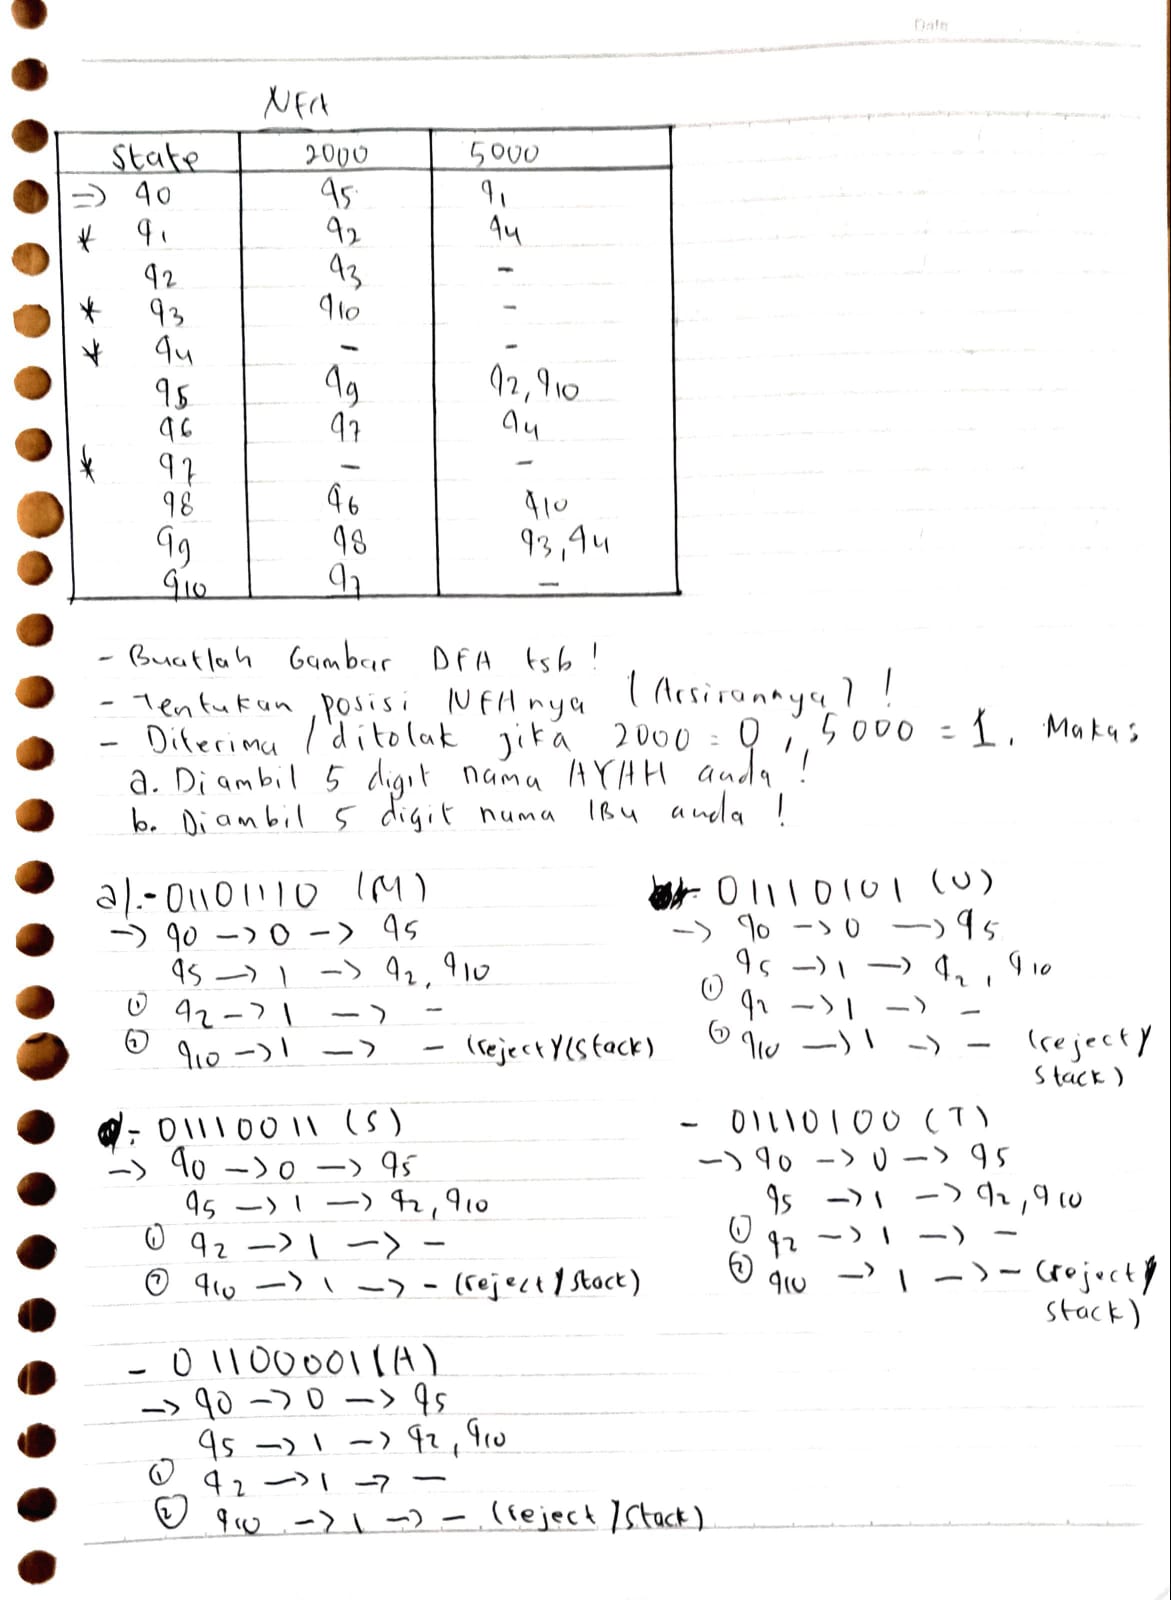 Date
NFA
State 2000 5000
=> q0 q5 q1
* q1 q2 q4
q2 q3 -
* q3 q10 -
* q4 - -
q5 q9 q2, q10
q6 q7 q4
* q7 - -
q8 q6 q10
q9 q8 q3, q4
q10 q7 -
- Buatlah Gambar DFA tsb !
- Tentukan posisi NFAnya (Arsirannya) !
- Diterima / ditolak jika 2000 = 0, 5000 = 1. Maka :
a. Diambil 5 digit nama AYAH anda !
b. Diambil 5 digit nama IBu anda !
a).- 01101110 (M)
-> q0 -> 0 -> q5
q5 -> 1 -> q2, q10
① q2 -> 1 -> -
② q10 -> 1 -> - (reject/(stack)
- 01110101 (U)
-> q0 -> 0 -> q5
q5 -> 1 -> q2, q10
① q2 -> 1 -> -
② q10 -> 1 -> - (reject/
stack)
- 01110011 (S)
-> q0 -> 0 -> q5
q5 -> 1 -> q2, q10
① q2 -> 1 -> -
② q10 -> 1 -> - (reject/stack)
- 01110100 (T)
-> q0 -> 0 -> q5
q5 -> 1 -> q2, q10
① q2 -> 1 -> -
② q10 -> 1 -> - (reject/
stack)
- 01100001 (A)
-> q0 -> 0 -> q5
q5 -> 1 -> q2, q10
① q2 -> 1 -> -
② q10 -> 1 -> - (reject/stack)